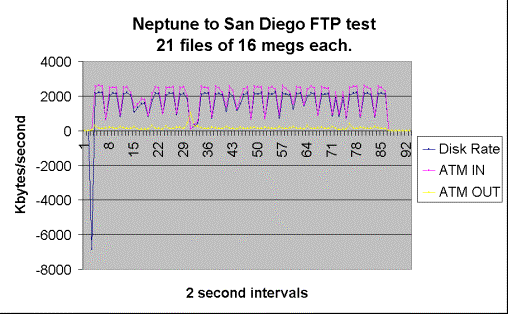 Neptune to San Diego FTP test
21 files of 16 megs each.
4000
2000
0
-2000
-4000
-6000
-8000
Kbytes/second
1 8 15 22 29 36 43 50 57 64 71 78 85 92
2 second intervals
Disk Rate
ATM IN
ATM OUT